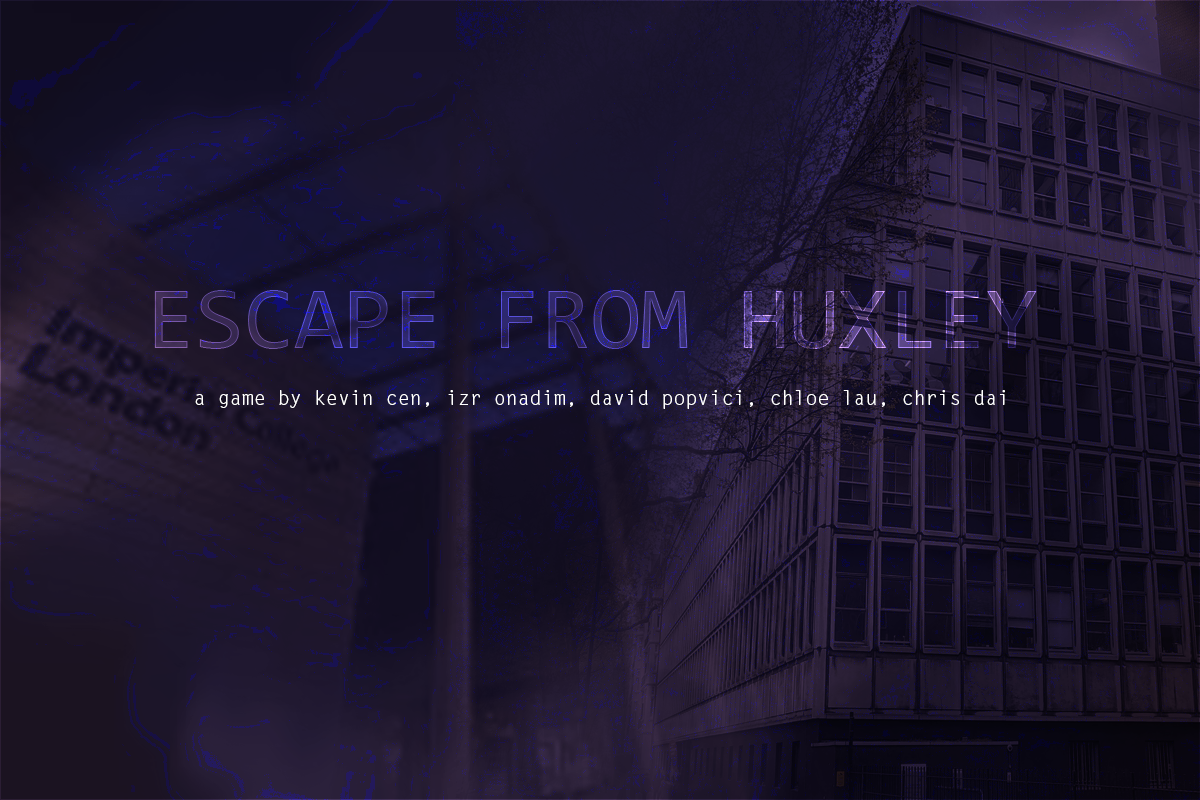 Imperial College
London
ESCAPE FROM HUXLEY
a game by kevin cen, izr onadim, david popvici, chloe lau, chris dai